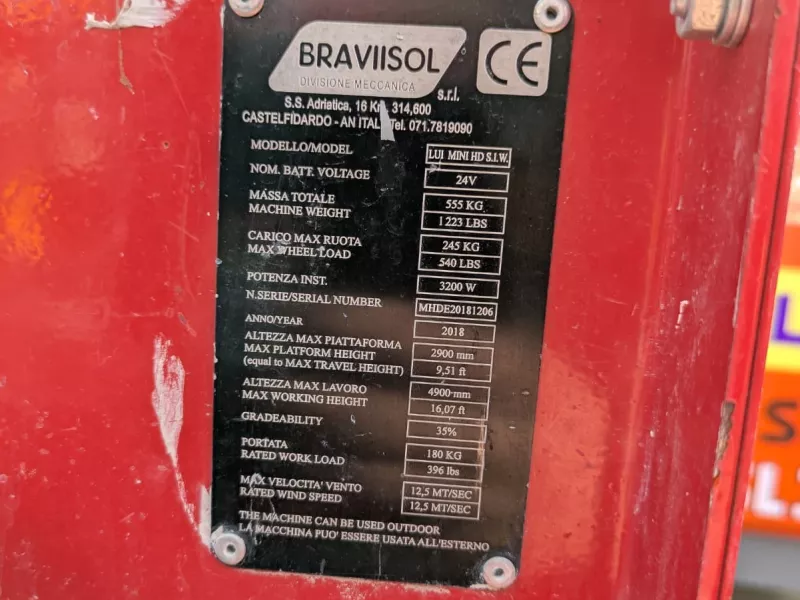 BRAVIISOL
DIVISIONE MECCANICA
s.r.l.
CE
S.S. Adriatica, 16 Km. 314,600
CASTELFIDARDO - AN ITALY Tel. 071.7819090
MODELLO/MODEL LUI MINI HD S.I.W.
NOM. BATT. VOLTAGE 24V
MASSA TOTALE 555 KG
MACHINE WEIGHT 1223 LBS
CARICO MAX RUOTA 245 KG
MAX WHEEL LOAD 540 LBS
POTENZA INST. 3200 W
N.SERIE/SERIAL NUMBER MHDE20181206
ANNO/YEAR 2018
ALTEZZA MAX PIATTAFORMA
MAX PLATFORM HEIGHT 2900 mm
(equal to MAX TRAVEL HEIGHT) 9,51 ft
ALTEZZA MAX LAVORO 4900 mm
MAX WORKING HEIGHT 16,07 ft
GRADEABILITY 35%
PORTATA 180 KG
RATED WORK LOAD 396 lbs
MAX VELOCITA' VENTO 12,5 MT/SEC
RATED WIND SPEED 12,5 MT/SEC
THE MACHINE CAN BE USED OUTDOOR
LA MACCHINA PUO' ESSERE USATA ALL'ESTERNO